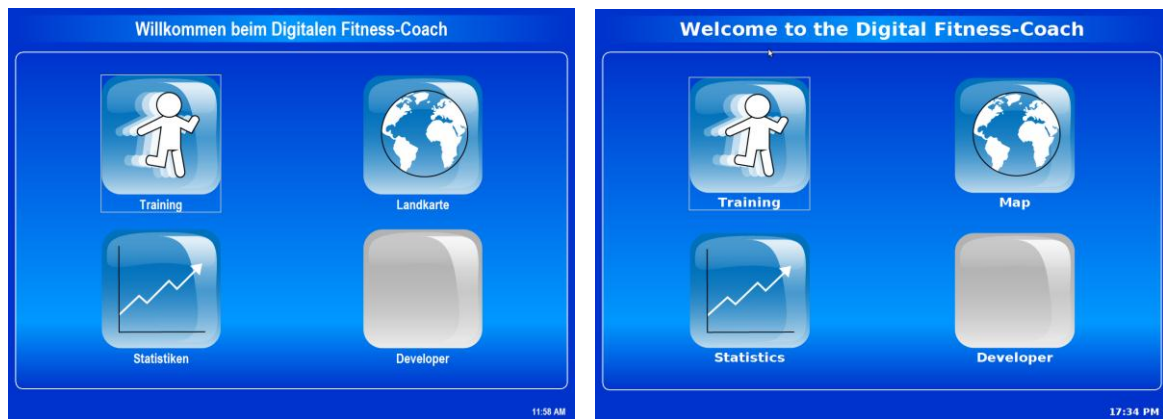 Willkommen beim Digitalen Fitness-Coach
Training
Landkarte
Statistiken
Developer
11:58 AM
Welcome to the Digital Fitness-Coach
Training
Map
Statistics
Developer
17:34 PM